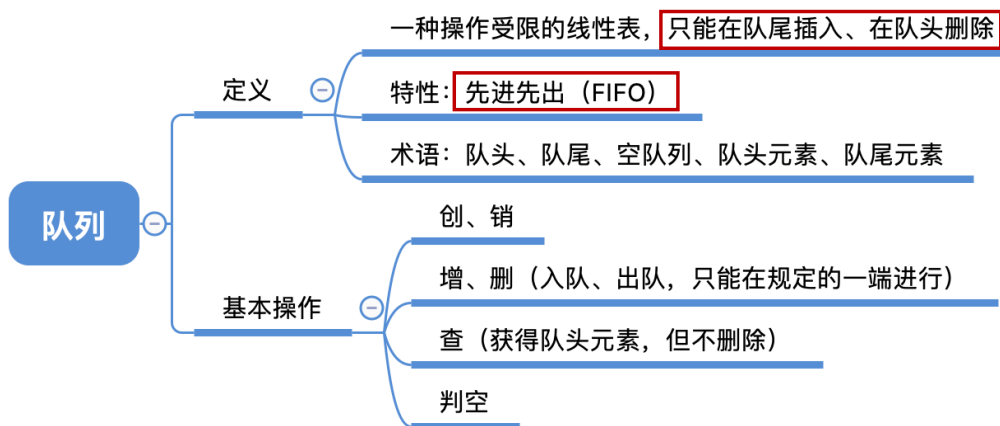 一种操作受限的线性表，只能在队尾插入、在队头删除
定义
特性：先进先出（FIFO）
术语：队头、队尾、空队列、队头元素、队尾元素
队列
创、销
增、删（入队、出队，只能在规定的一端进行）
基本操作
查（获得队头元素，但不删除）
判空